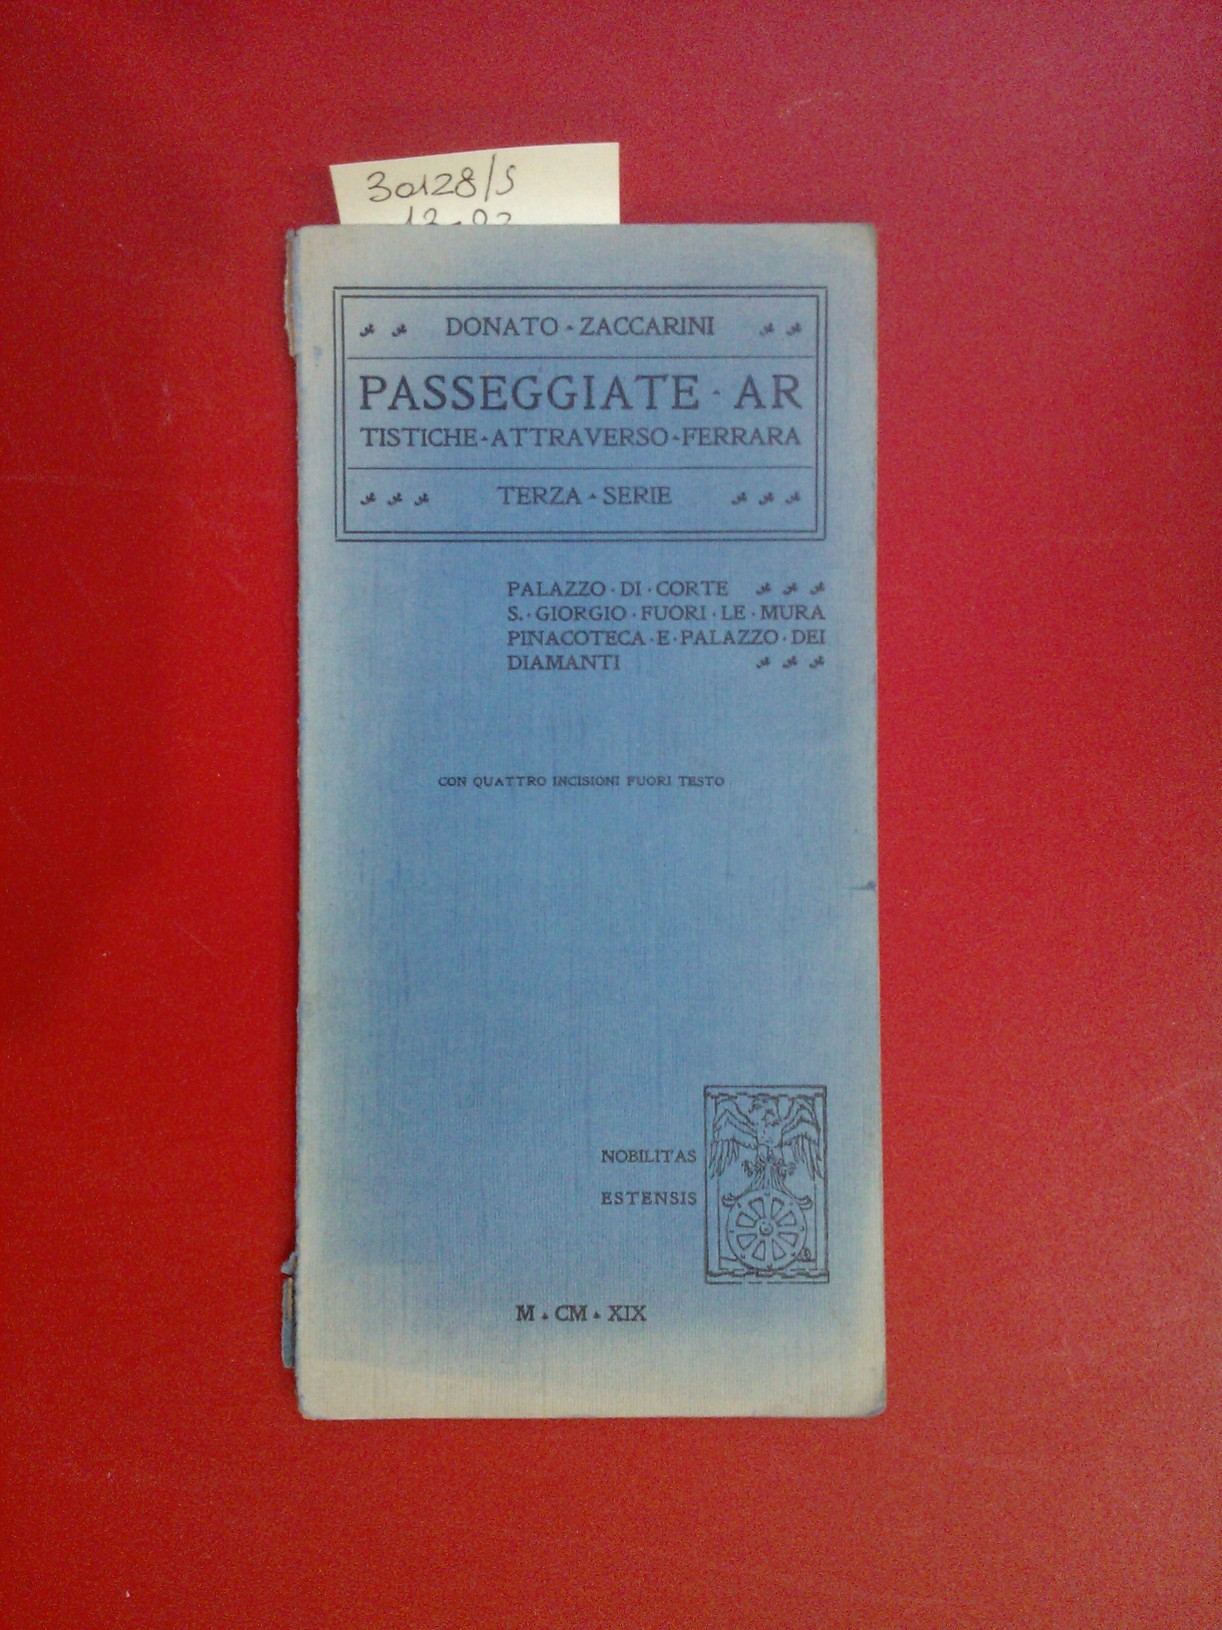 30128/S
DONATO · ZACCARINI
PASSEGGIATE · AR
TISTICHE · ATTRAVERSO · FERRARA
TERZA · SERIE
PALAZZO · DI · CORTE
S. · GIORGIO · FUORI · LE · MURA
PINACOTECA · E · PALAZZO · DEI
DIAMANTI
CON QUATTRO INCISIONI FUORI TESTO
NOBILITAS
ESTENSIS
M · CM · XIX